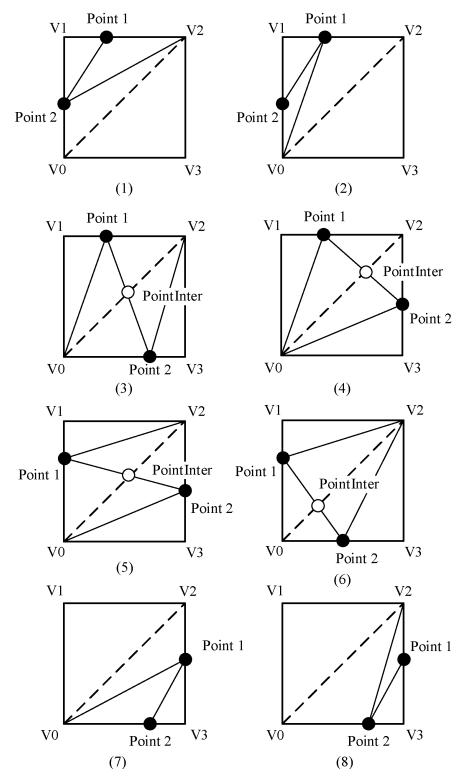 V1 Point 1 V2
Point 2
V0 V3
(1)
V1 Point 1 V2
Point 2
V0 V3
(2)
V1 Point 1 V2
PointInter
V0 Point 2 V3
(3)
V1 Point 1 V2
PointInter
Point 2
V0 V3
(4)
V1 V2
Point 1 PointInter
Point 2
V0 V3
(5)
V1 V2
Point 1
PointInter
V0 Point 2 V3
(6)
V1 V2
Point 1
V0 Point 2 V3
(7)
V1 V2
Point 1
V0 Point 2 V3
(8)